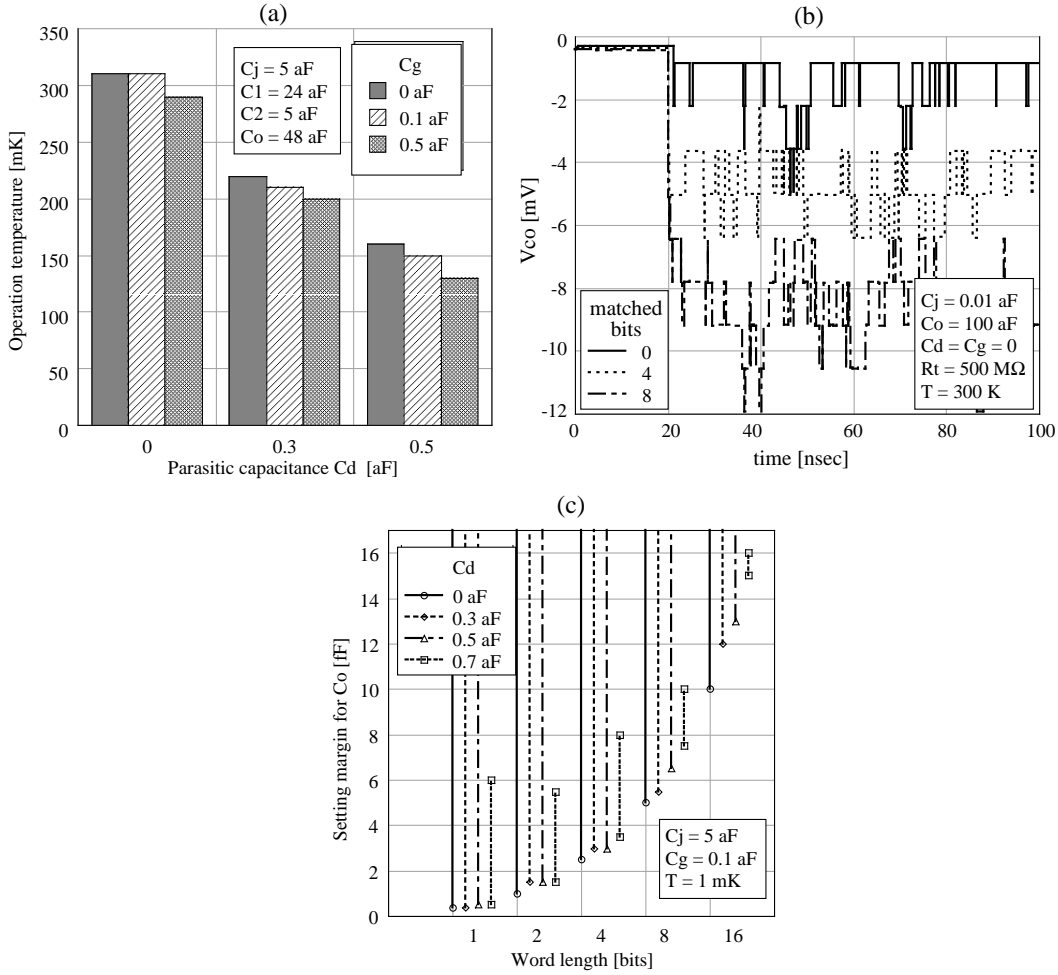 (a)
350
300
250
200
150
100
50
0
Operation temperature [mK]
Cj = 5 aF
C1 = 24 aF
C2 = 5 aF
Co = 48 aF
Cg
0 aF
0.1 aF
0.5 aF
0
0.3
0.5
Parasitic capacitance Cd [aF]
(b)
0
-2
-4
-6
-8
-10
-12
Vco [mV]
matched
bits
0
4
8
Cj = 0.01 aF
Co = 100 aF
Cd = Cg = 0
Rt = 500 MΩ
T = 300 K
0
20
40
60
80
100
time [nsec]
(c)
16
14
12
10
8
6
4
2
0
Setting margin for Co [fF]
Cd
0 aF
0.3 aF
0.5 aF
0.7 aF
Cj = 5 aF
Cg = 0.1 aF
T = 1 mK
1
2
4
8
16
Word length [bits]